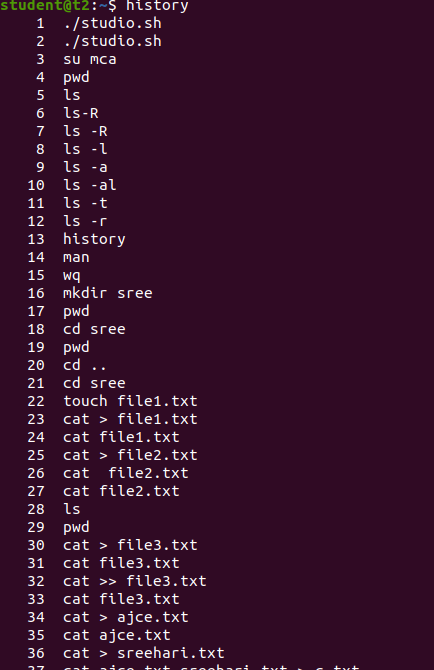 student@t2:~$ history
1 ./studio.sh
2 ./studio.sh
3 su mca
4 pwd
5 ls
6 ls-R
7 ls -R
8 ls -l
9 ls -a
10 ls -al
11 ls -t
12 ls -r
13 history
14 man
15 wq
16 mkdir sree
17 pwd
18 cd sree
19 pwd
20 cd ..
21 cd sree
22 touch file1.txt
23 cat > file1.txt
24 cat file1.txt
25 cat > file2.txt
26 cat  file2.txt
27 cat file2.txt
28 ls
29 pwd
30 cat > file3.txt
31 cat file3.txt
32 cat >> file3.txt
33 cat file3.txt
34 cat > ajce.txt
35 cat ajce.txt
36 cat > sreehari.txt
37 cat ajce.txt sreehari.txt > c.txt